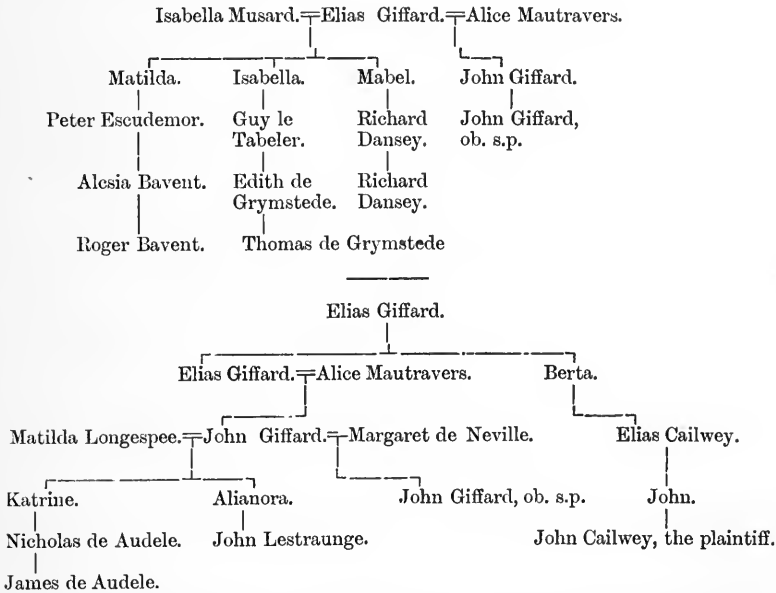 Isabella Musard. Elias Giffard. Alice Mautravers.
Matilda. Isabella. Mabel. John Giffard.
Peter Escudemor. Guy le Richard John Giffard,
Tabeler. Dansey. ob. s.p.
Alesia Bavent. Edith de Richard
Grymstede. Dansey.
Roger Bavent. Thomas de Grymstede
Elias Giffard.
Elias Giffard. Alice Mautravers. Berta.
Matilda Longespee. John Giffard. Margaret de Neville. Elias Cailwey.
Katrine. Alianora. John Giffard, ob. s.p. John.
Nicholas de Audele. John Lestraunge. John Cailwey, the plaintiff.
James de Audele.